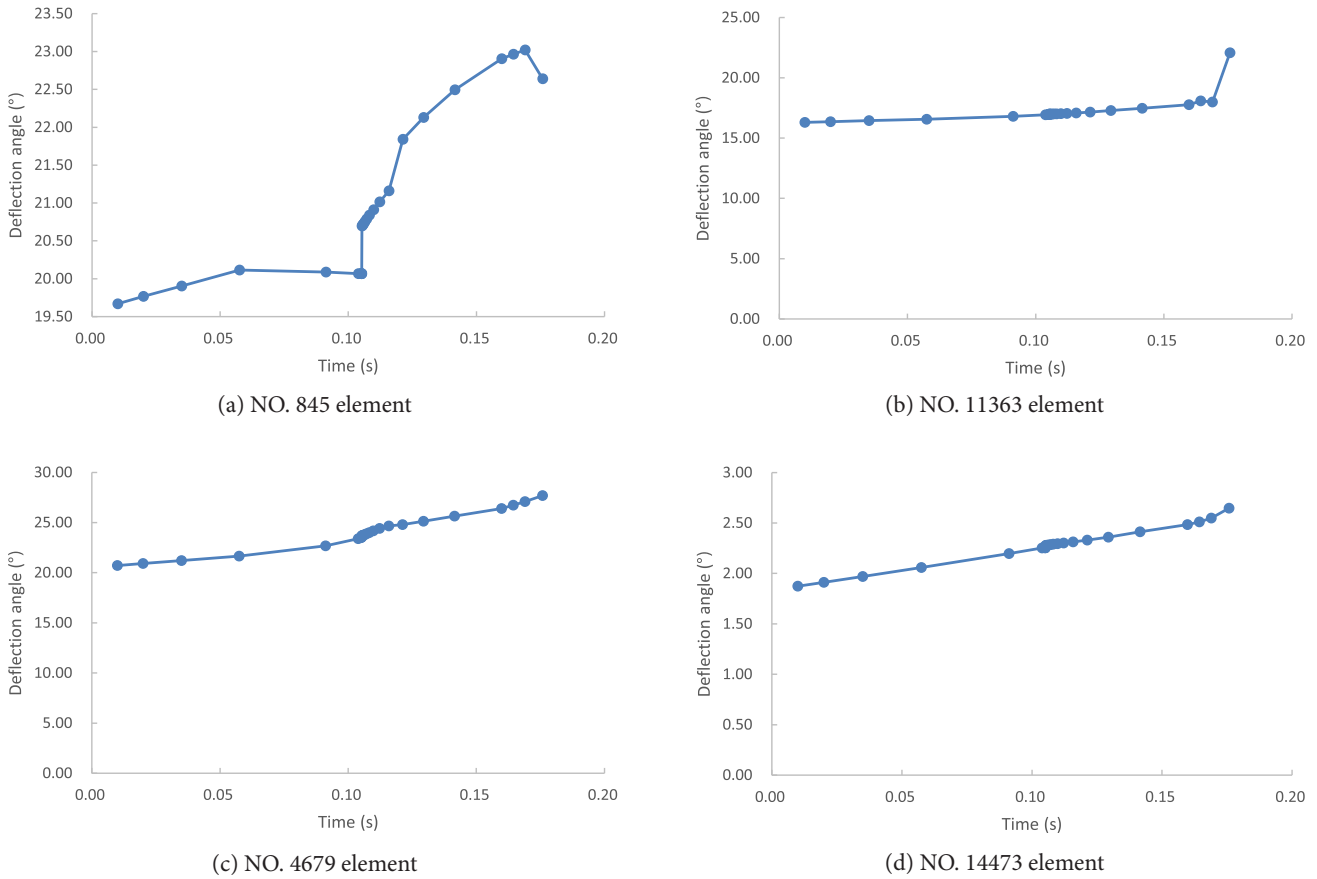 23.50
23.00
22.50
22.00
21.50
21.00
20.50
20.00
19.50
Deflection angle (°)
0.00 0.05 0.10 0.15 0.20
Time (s)
(a) NO. 845 element
25.00
20.00
15.00
10.00
5.00
0.00
Deflection angle (°)
0.00 0.05 0.10 0.15 0.20
Time (s)
(b) NO. 11363 element
30.00
25.00
20.00
15.00
10.00
5.00
0.00
Deflection angle (°)
0.00 0.05 0.10 0.15 0.20
Time (s)
(c) NO. 4679 element
3.00
2.50
2.00
1.50
1.00
0.50
0.00
Deflection angle (°)
0.00 0.05 0.10 0.15 0.20
Time (s)
(d) NO. 14473 element